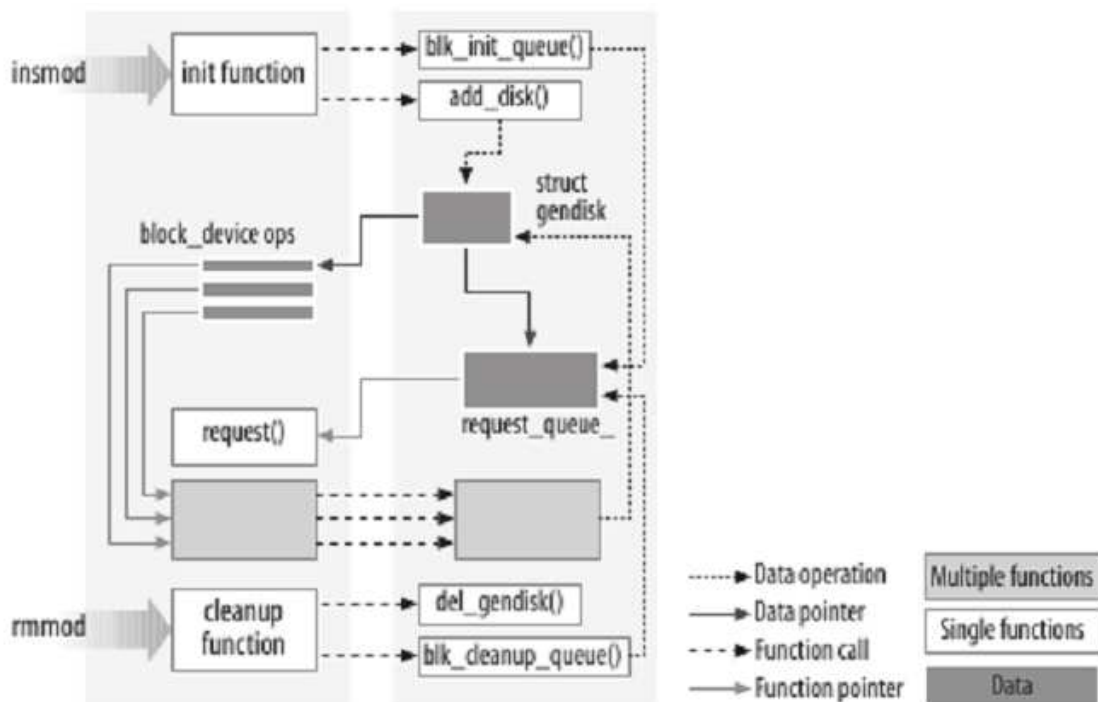 insmod
init function
blk_init_queue()
add_disk()
struct
gendisk
block_device ops
request_queue_
request()
rmmod
cleanup
function
del_gendisk()
blk_cleanup_queue()
Data operation
Data pointer
Function call
Function pointer
Multiple functions
Single functions
Data